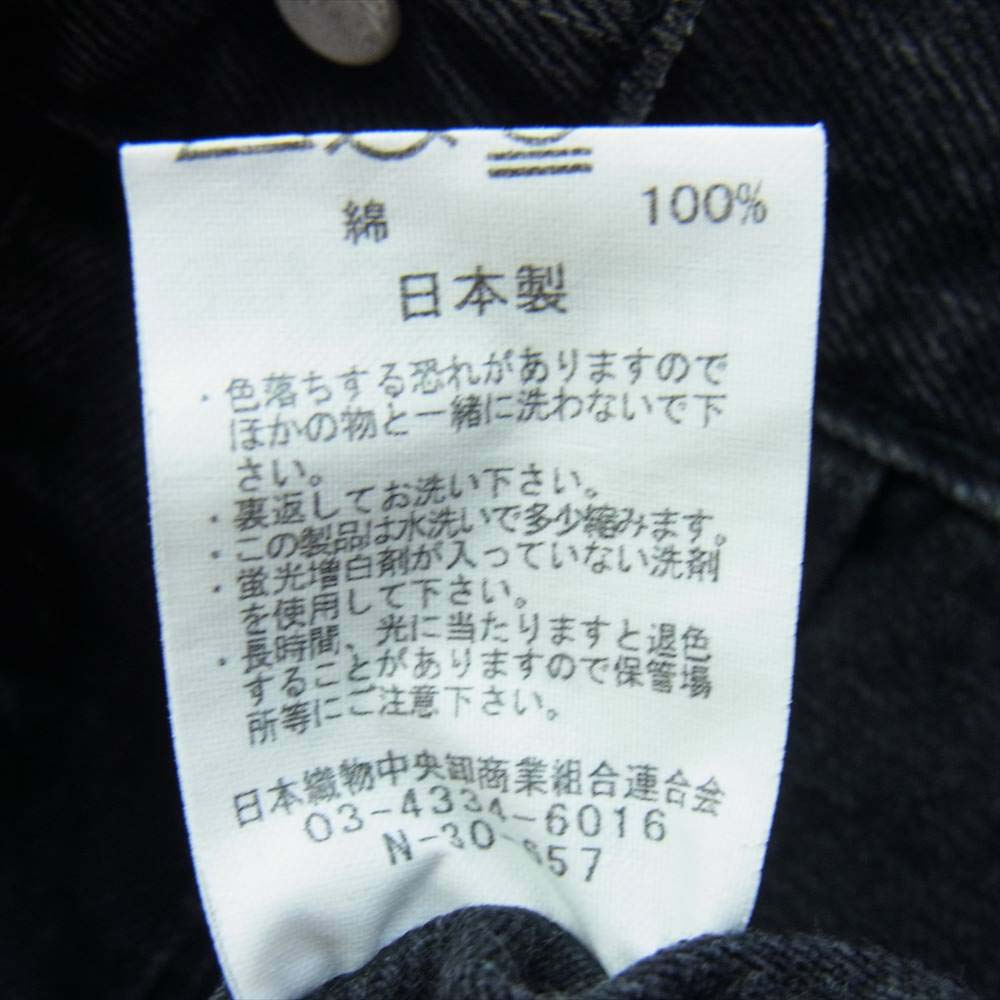 綿 100%
日本製
・色落ちする恐れがありますので
ほかの物と一緒に洗わないで下
さい。
・裏返してお洗い下さい。
・この製品は水洗いで多少縮みます。
・蛍光増白剤が入っていない洗剤
を使用して下さい。
・長時間、光に当たりますと退色
することがありますので保管場
所等にご注意下さい。
日本織物中央卸商業組合連合会
03-4334-6016
N-30-657